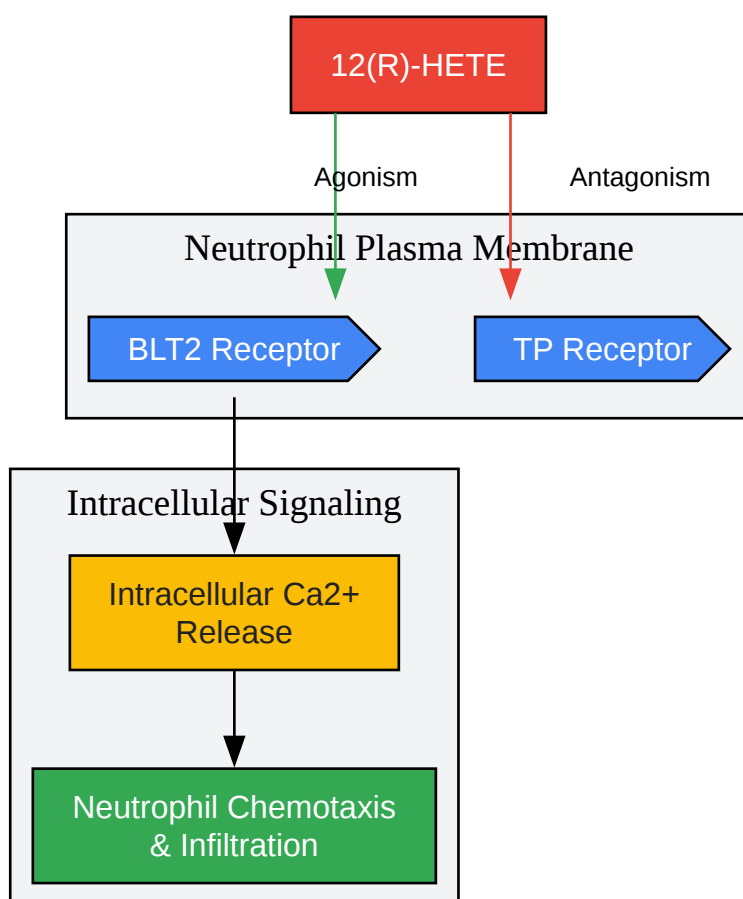 12(R)-HETE
Agonism
Antagonism
Neutrophil Plasma Membrane
BLT2 Receptor
TP Receptor
Intracellular Signaling
Intracellular Ca2+
Release
Neutrophil Chemotaxis
& Infiltration